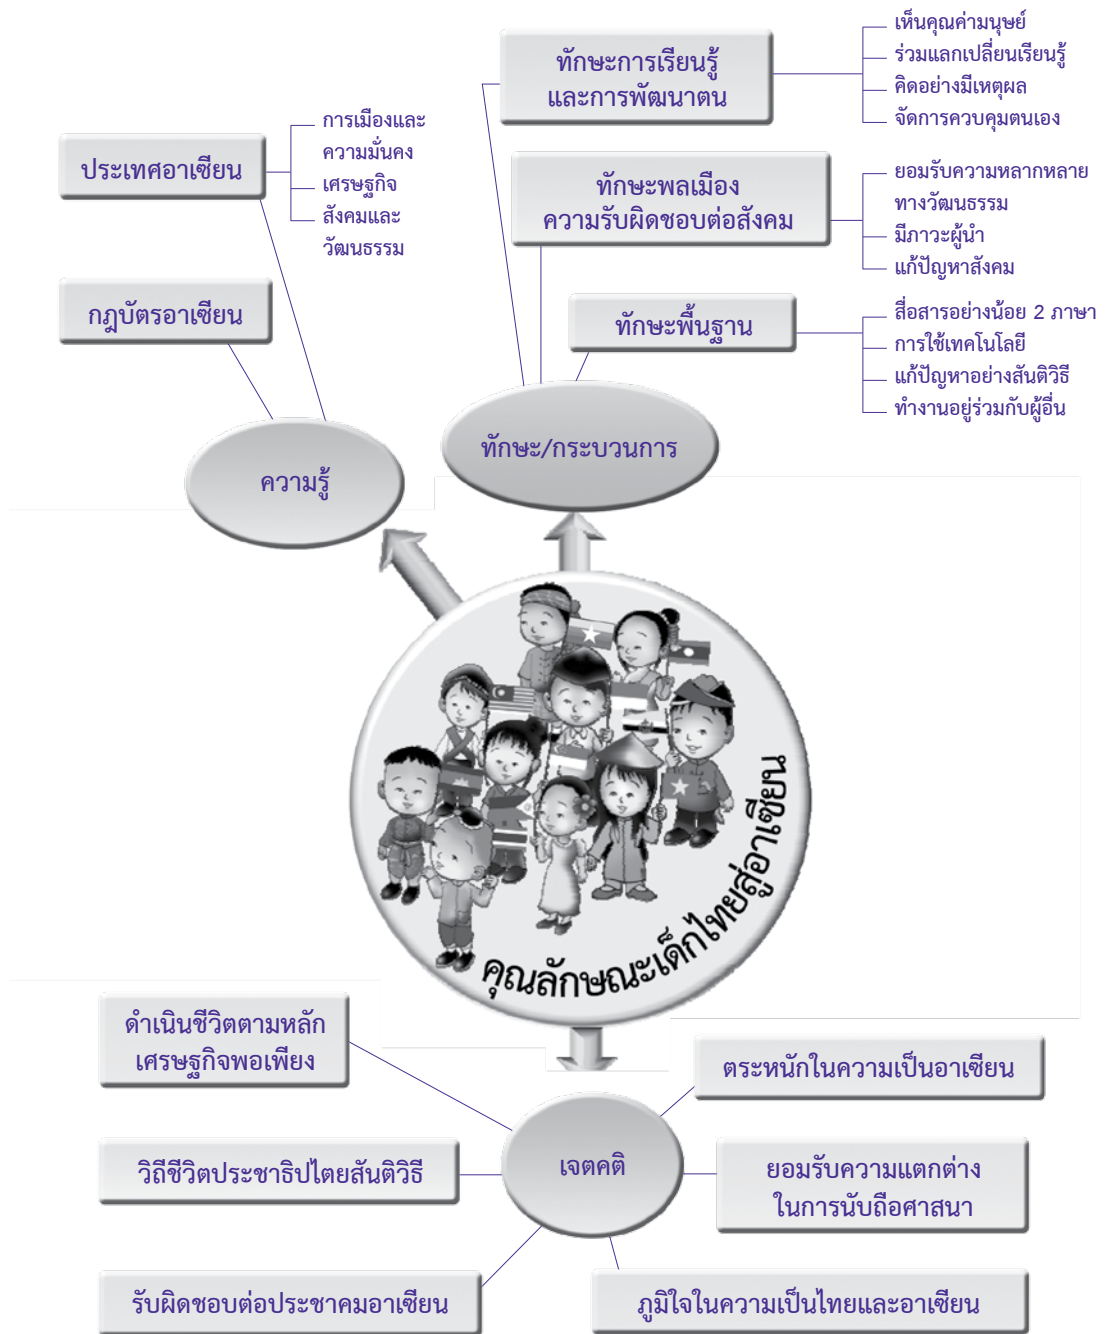 ทักษะการเรียนรู้
และการพัฒนาตน
เห็นคุณค่ามนุษย์
ร่วมแลกเปลี่ยนเรียนรู้
คิดอย่างมีเหตุผล
จัดการควบคุมตนเอง
ประเทศอาเซียน
การเมืองและ
ความมั่นคง
เศรษฐกิจ
สังคมและ
วัฒนธรรม
ทักษะพลเมือง
ความรับผิดชอบต่อสังคม
ยอมรับความหลากหลาย
ทางวัฒนธรรม
มีภาวะผู้นำ
แก้ปัญหาสังคม
กฎบัตรอาเซียน
ทักษะพื้นฐาน
สื่อสารอย่างน้อย 2 ภาษา
การใช้เทคโนโลยี
แก้ปัญหาอย่างสันติวิธี
ทำงานอยู่ร่วมกับผู้อื่น
ความรู้
ทักษะ/กระบวนการ
คุณลักษณะเด็กไทยสู่อาเซียน
ดำเนินชีวิตตามหลัก
เศรษฐกิจพอเพียง
ตระหนักในความเป็นอาเซียน
วิถีชีวิตประชาธิปไตยสันติวิธี
เจตคติ
ยอมรับความแตกต่าง
ในการนับถือศาสนา
รับผิดชอบต่อประชาคมอาเซียน
ภูมิใจในความเป็นไทยและอาเซียน